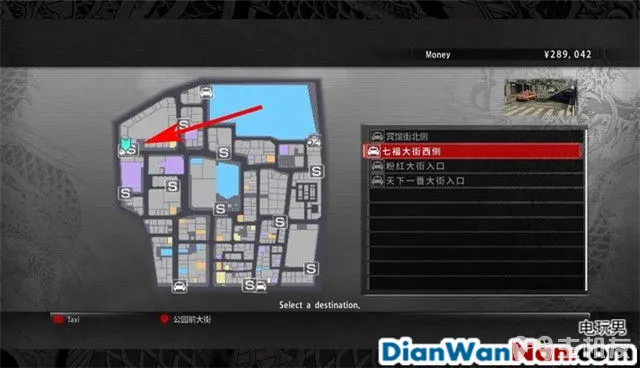 Money ¥289,042
宾馆街北侧
七福大街西侧
粉红大街入口
天下一番大街入口
S
S
S
S
S
S
S
S
S
Select a destination.
Taxi 公园前大街
电玩男
DianWanNan.com